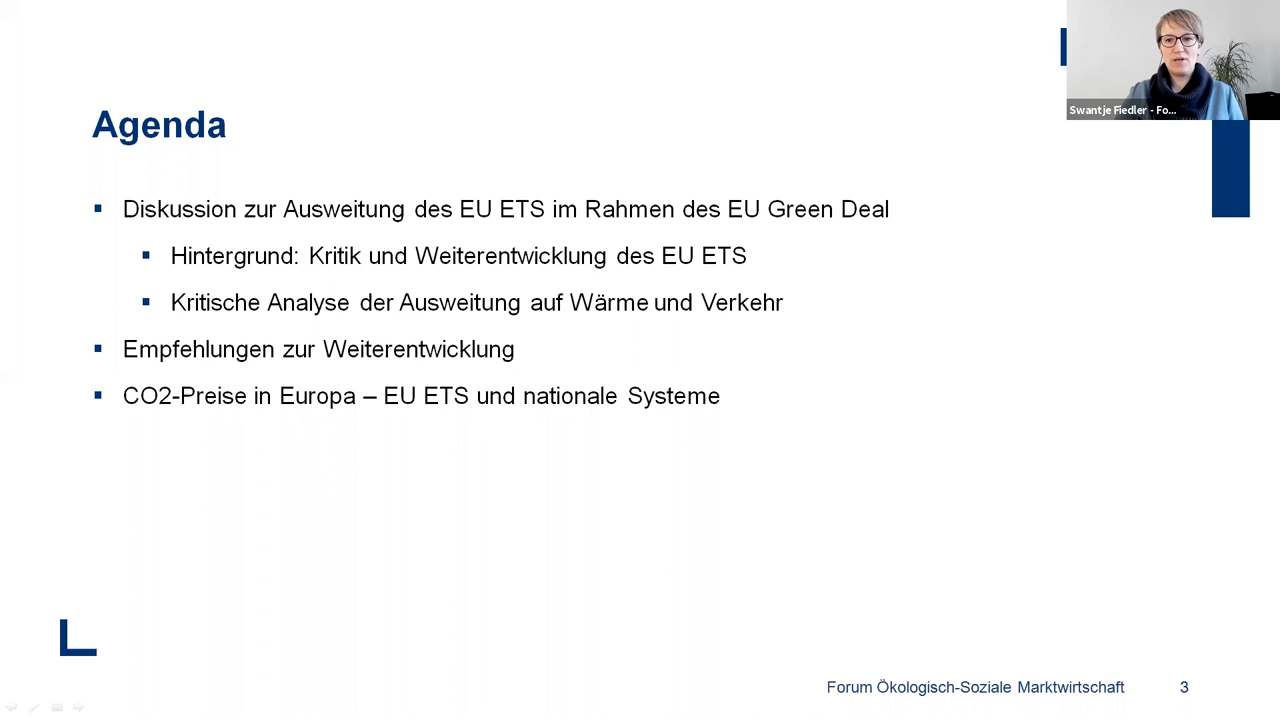 Swantje Fiedler - Fo...
Agenda
Diskussion zur Ausweitung des EU ETS im Rahmen des EU Green Deal
Hintergrund: Kritik und Weiterentwicklung des EU ETS
Kritische Analyse der Ausweitung auf Wärme und Verkehr
Empfehlungen zur Weiterentwicklung
CO2-Preise in Europa – EU ETS und nationale Systeme
Forum Ökologisch-Soziale Marktwirtschaft 3